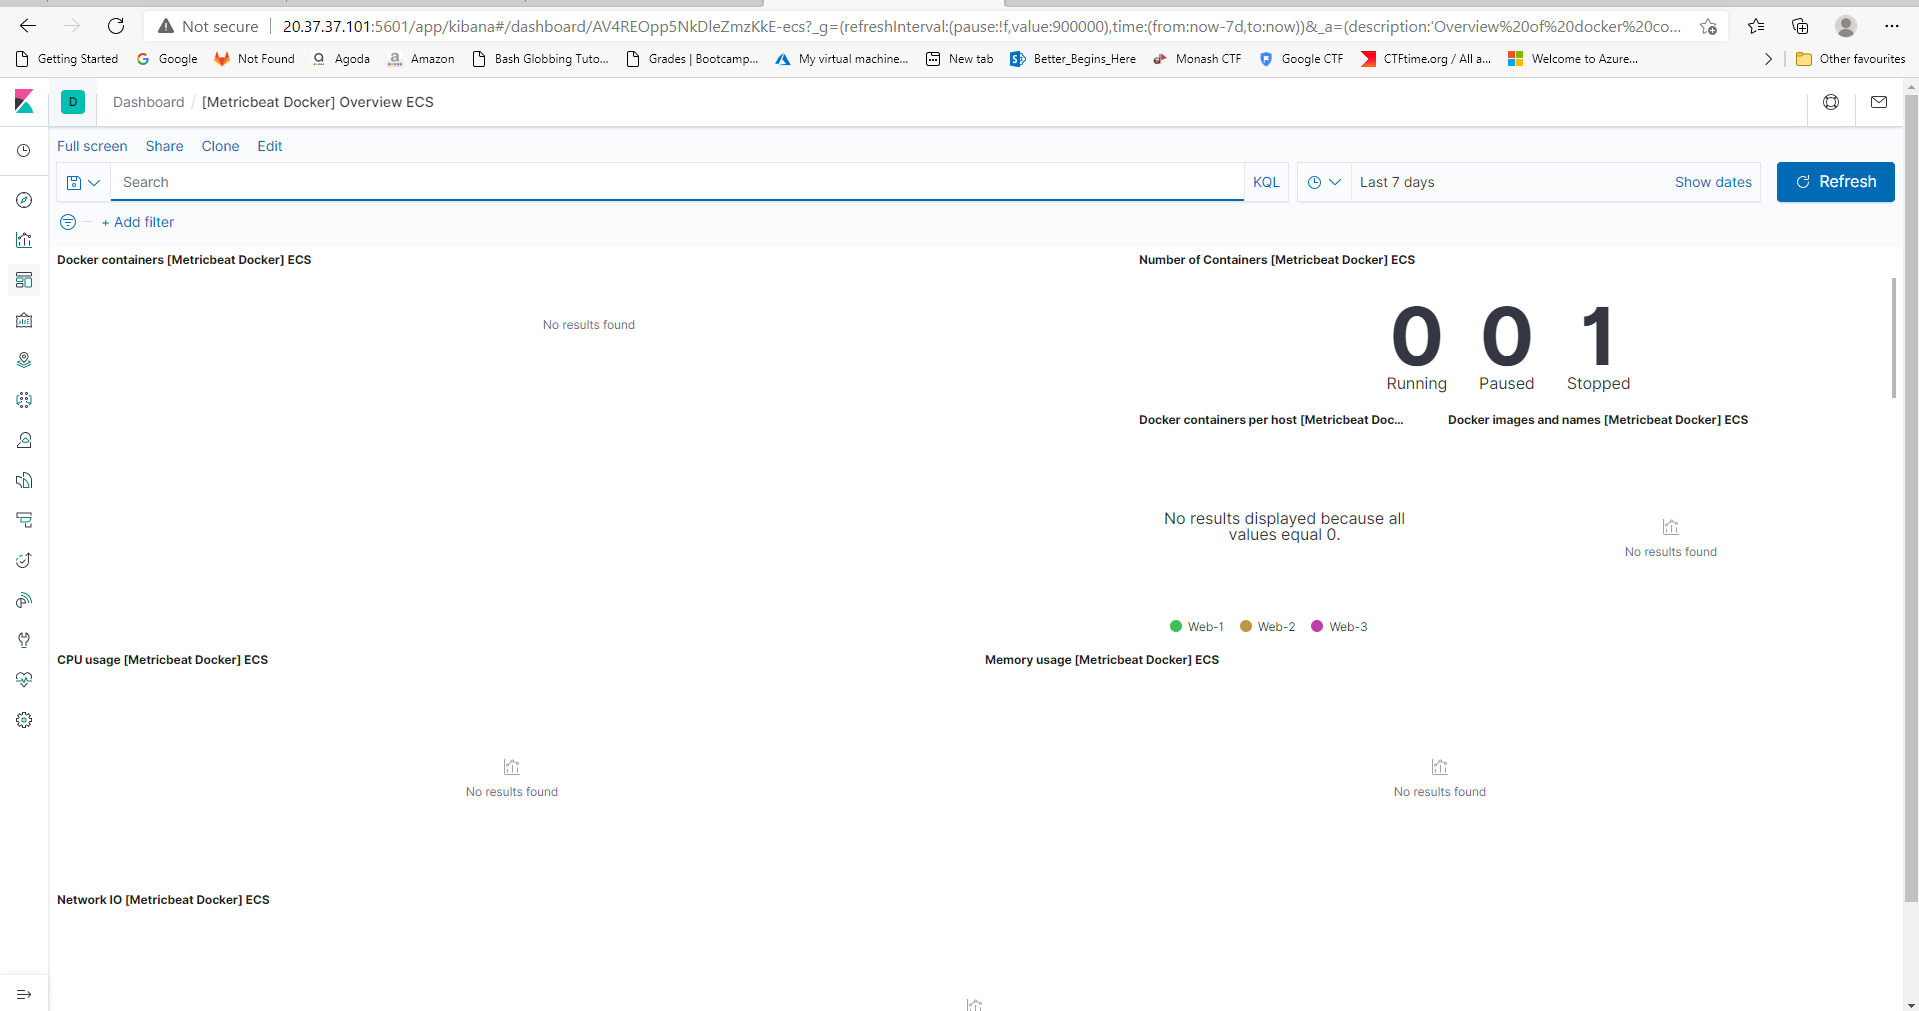 Not secure
20.37.37.101:5601/app/kibana#/dashboard/AV4REOpp5NkDleZmzKkE-ecs?_g=(refreshInterval:(pause:!f,value:900000),time:(from:now-7d,to:now))&_a=(description:'Overview%20of%20docker%20co...
Getting Started
Google
Not Found
Agoda
Amazon
Bash Globbing Tuto...
Grades | Bootcamp...
My virtual machine...
New tab
Better_Begins_Here
Monash CTF
Google CTF
CTFtime.org / All a...
Welcome to Azure...
Other favourites
D
Dashboard / [Metricbeat Docker] Overview ECS
Full screen
Share
Clone
Edit
Search
KQL
Last 7 days
Show dates
Refresh
+ Add filter
Docker containers [Metricbeat Docker] ECS
No results found
Number of Containers [Metricbeat Docker] ECS
0 0 1
Running Paused Stopped
Docker containers per host [Metricbeat Doc...
No results displayed because all
values equal 0.
Web-1 Web-2 Web-3
Docker images and names [Metricbeat Docker] ECS
No results found
CPU usage [Metricbeat Docker] ECS
No results found
Memory usage [Metricbeat Docker] ECS
No results found
Network IO [Metricbeat Docker] ECS